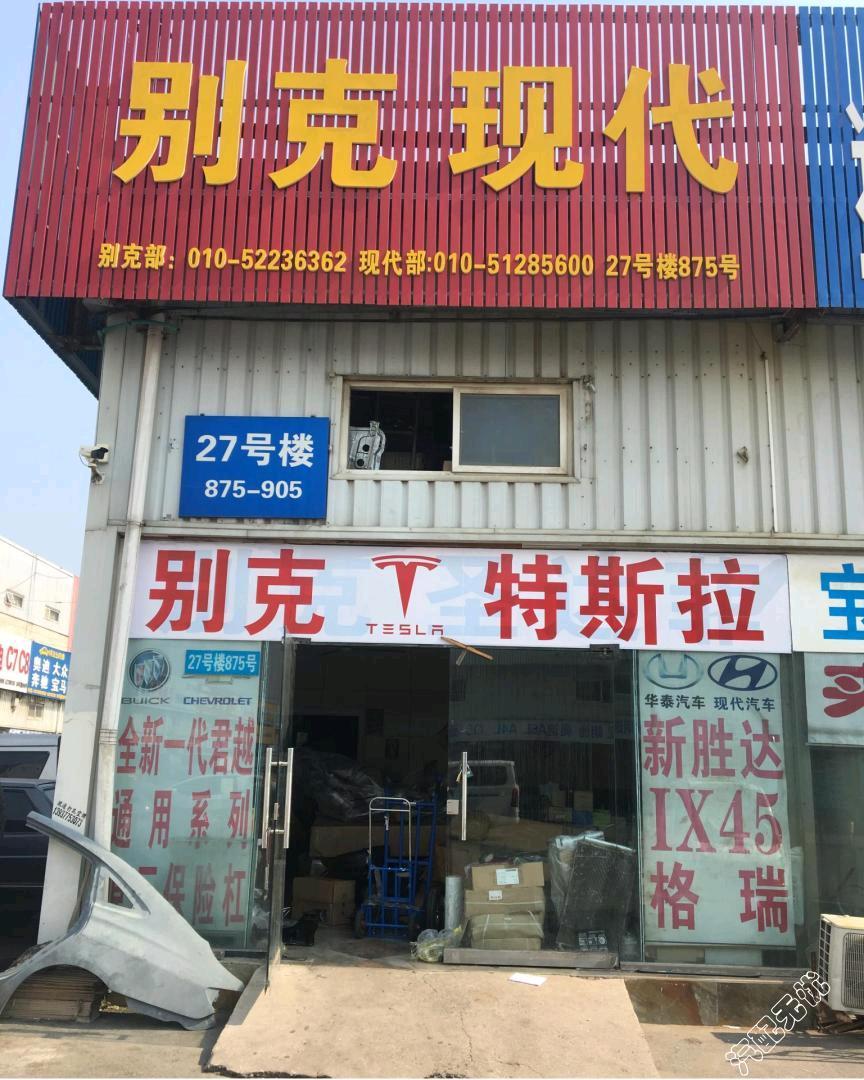 别克现代
别克部：010-52236362 现代部:010-51285600 27号楼875号
27号楼
875-905
别克 TESLA 特斯拉
宝
27号楼875号
BUICK CHEVROLET
全新一代君越
通用系列
保险杠
华泰汽车 现代汽车
新胜达
IX45
格瑞
C7C8
奥迪 大众
奔驰 宝马
汽配无忧